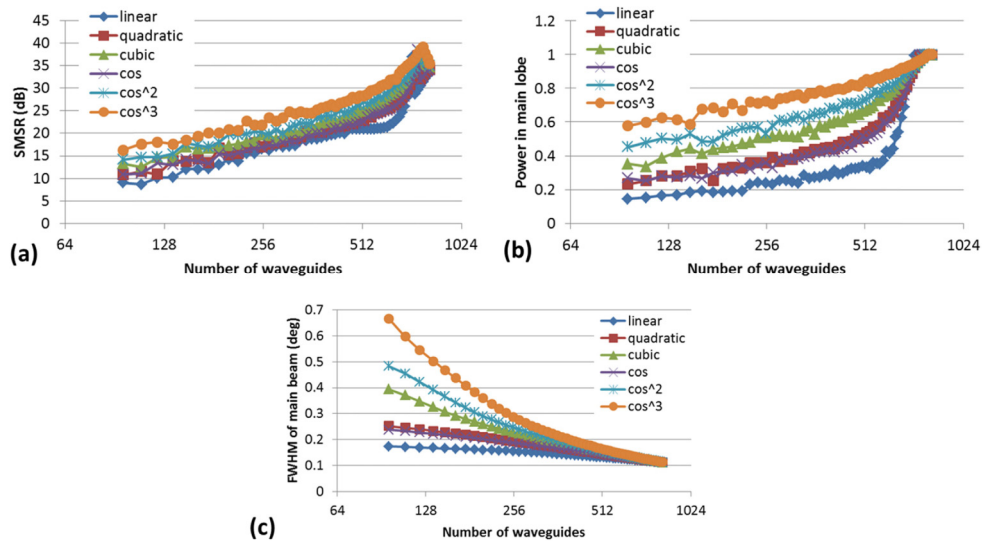 45
40
35
30
25
20
15
10
5
0
SMSR (dB)
linear
quadratic
cubic
cos
cos^2
cos^3
64 128 256 512 1024
Number of waveguides
(a)
1.2
1
0.8
0.6
0.4
0.2
0
Power in main lobe
linear
quadratic
cubic
cos
cos^2
cos^3
64 128 256 512 1024
Number of waveguides
(b)
0.7
0.6
0.5
0.4
0.3
0.2
0.1
0
FWHM of main beam (deg)
linear
quadratic
cubic
cos
cos^2
cos^3
64 128 256 512 1024
Number of waveguides
(c)